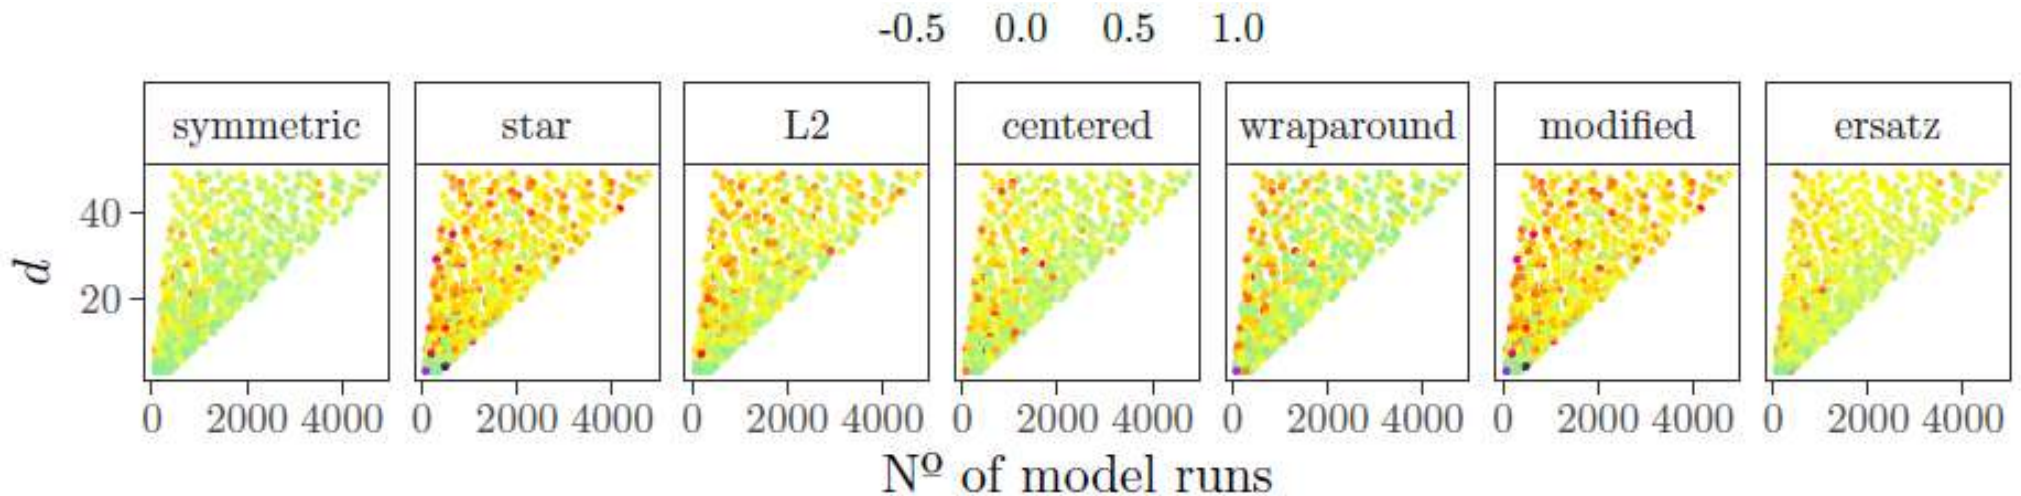 -0.5 0.0 0.5 1.0
symmetric star L2 centered wraparound modified ersatz
40
d
20
0 2000 4000 0 2000 4000 0 2000 4000 0 2000 4000 0 2000 4000 0 2000 4000 0 2000 4000
Nº of model runs